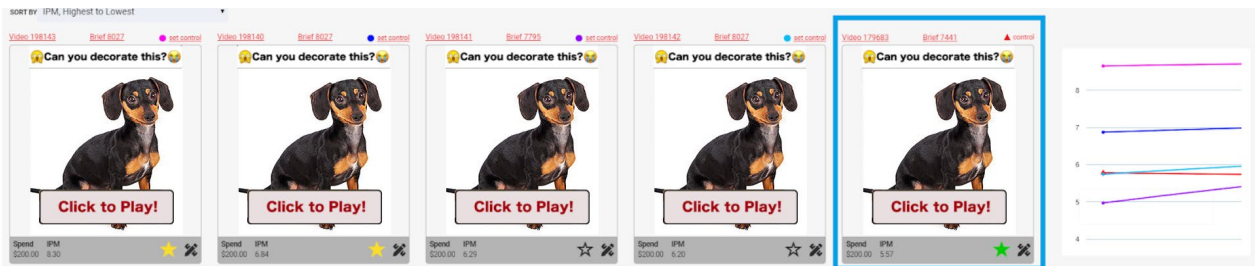 SORT BY IPM, Highest to Lowest
Video 198143 Brief 8027 set control
😱Can you decorate this?😭
Click to Play!
Spend IPM
$200.00 8.30
Video 198140 Brief 8027 set control
😱Can you decorate this?😭
Click to Play!
Spend IPM
$200.00 6.84
Video 198141 Brief 7795 set control
😱Can you decorate this?😭
Click to Play!
Spend IPM
$200.00 6.29
Video 198142 Brief 8027 set control
😱Can you decorate this?😭
Click to Play!
Spend IPM
$200.00 6.20
Video 179683 Brief 7441 control
😱Can you decorate this?😭
Click to Play!
Spend IPM
$200.00 5.57
8
7
6
5
4